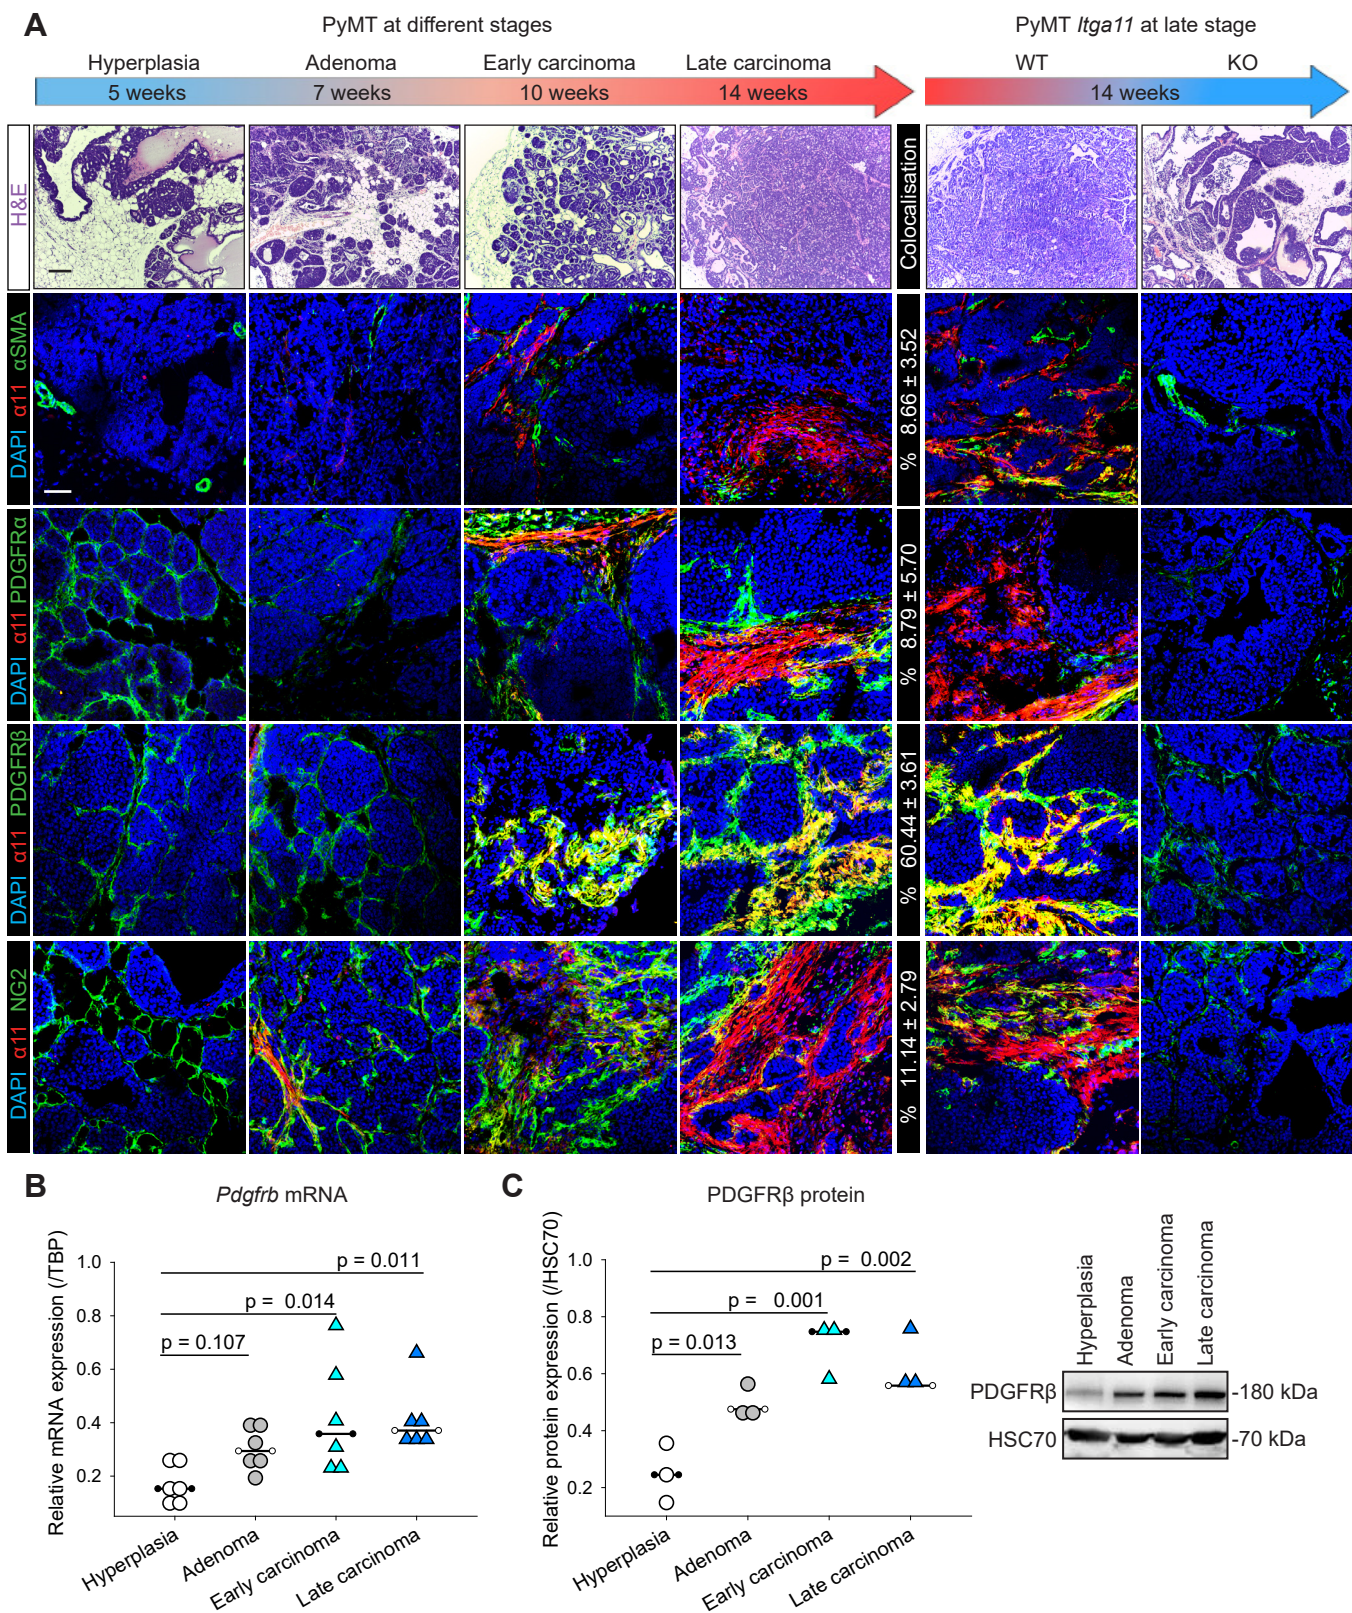 A
PyMT at different stages
PyMT Itga11 at late stage
Hyperplasia
Adenoma
Early carcinoma
Late carcinoma
WT
KO
5 weeks
7 weeks
10 weeks
14 weeks
14 weeks
H&E
Colocalisation
DAPI α11 αSMA
% 8.66 ± 3.52
DAPI α11 PDGFRα
% 8.79 ± 5.70
DAPI α11 PDGFRβ
% 60.44 ± 3.61
DAPI α11 NG2
% 11.14 ± 2.79
B
Pdgfrb mRNA
Relative mRNA expression (/TBP)
1.0
0.8
0.6
0.4
0.2
p = 0.011
p = 0.014
p = 0.107
Hyperplasia
Adenoma
Early carcinoma
Late carcinoma
C
PDGFRβ protein
Relative protein expression (/HSC70)
1.0
0.8
0.6
0.4
0.2
p = 0.002
p = 0.001
p = 0.013
Hyperplasia
Adenoma
Early carcinoma
Late carcinoma
Hyperplasia
Adenoma
Early carcinoma
Late carcinoma
PDGFRβ
-180 kDa
HSC70
-70 kDa